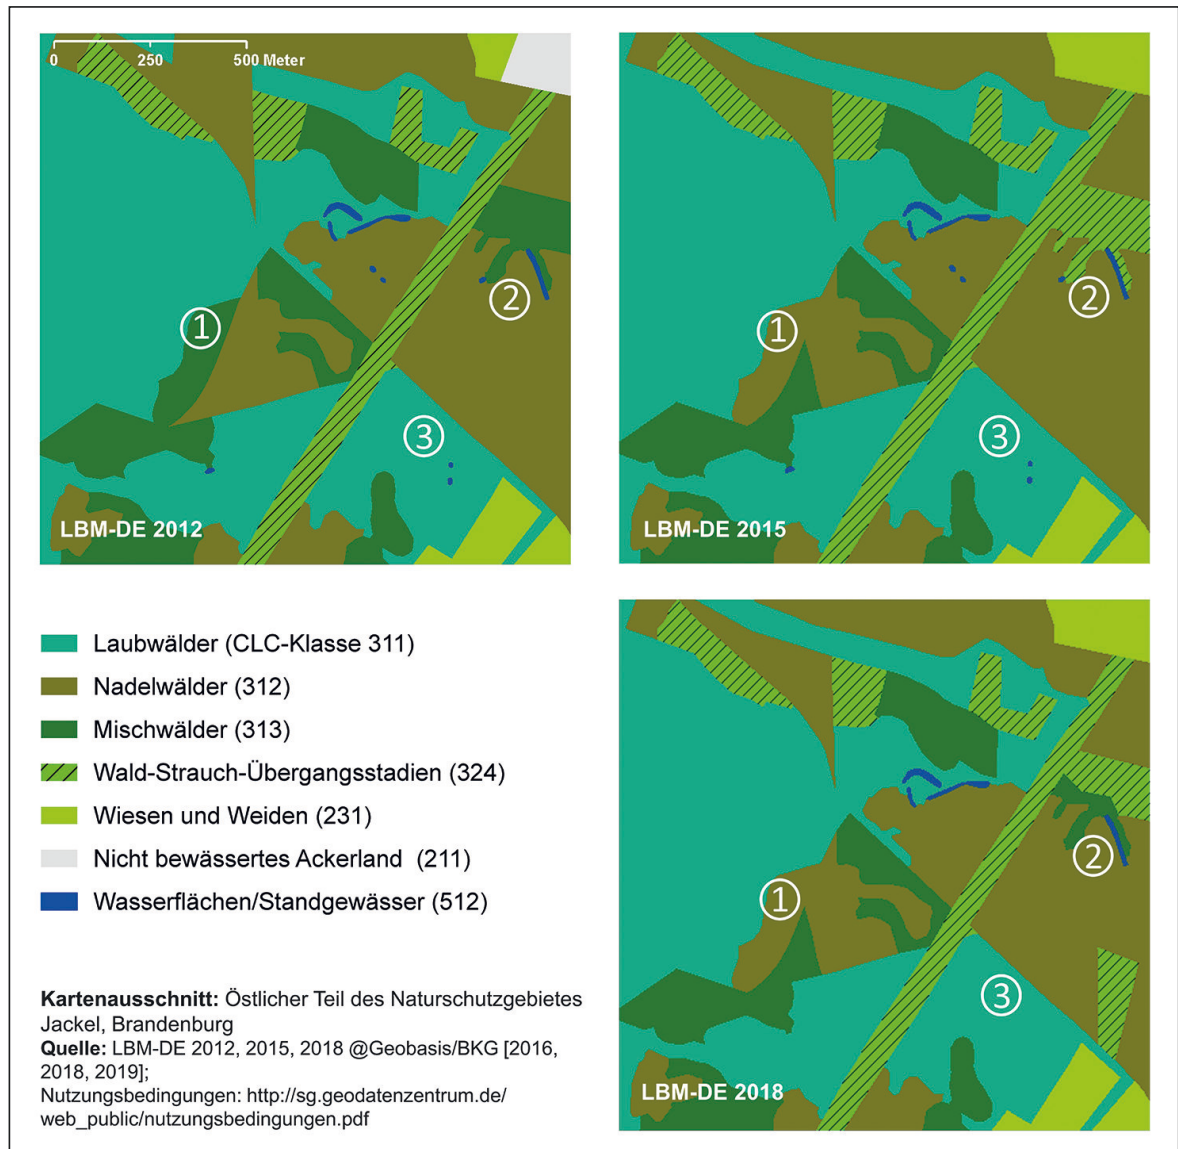 0 250 500 Meter
1
2
3
LBM-DE 2012
1
2
3
LBM-DE 2015
Laubwälder (CLC-Klasse 311)
Nadelwälder (312)
Mischwälder (313)
Wald-Strauch-Übergangsstadien (324)
Wiesen und Weiden (231)
Nicht bewässertes Ackerland (211)
Wasserflächen/Standgewässer (512)
Kartenausschnitt: Östlicher Teil des Naturschutzgebietes
Jackel, Brandenburg
Quelle: LBM-DE 2012, 2015, 2018 @Geobasis/BKG [2016,
2018, 2019];
Nutzungsbedingungen: http://sg.geodatenzentrum.de/
web_public/nutzungsbedingungen.pdf
2
1
3
LBM-DE 2018